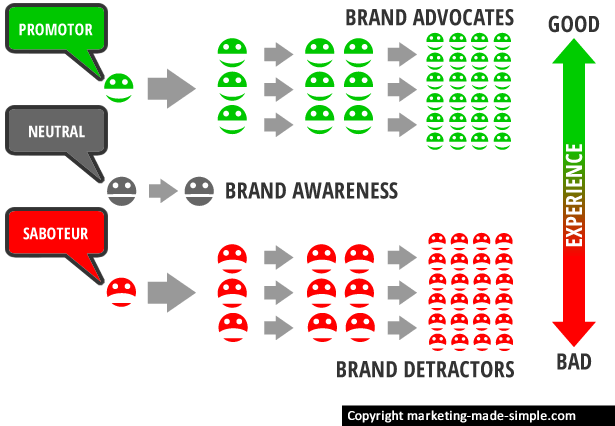 BRAND ADVOCATES
GOOD
PROMOTOR
NEUTRAL
BRAND AWARENESS
EXPERIENCE
SABOTEUR
BRAND DETRACTORS
BAD
Copyright marketing-made-simple.com